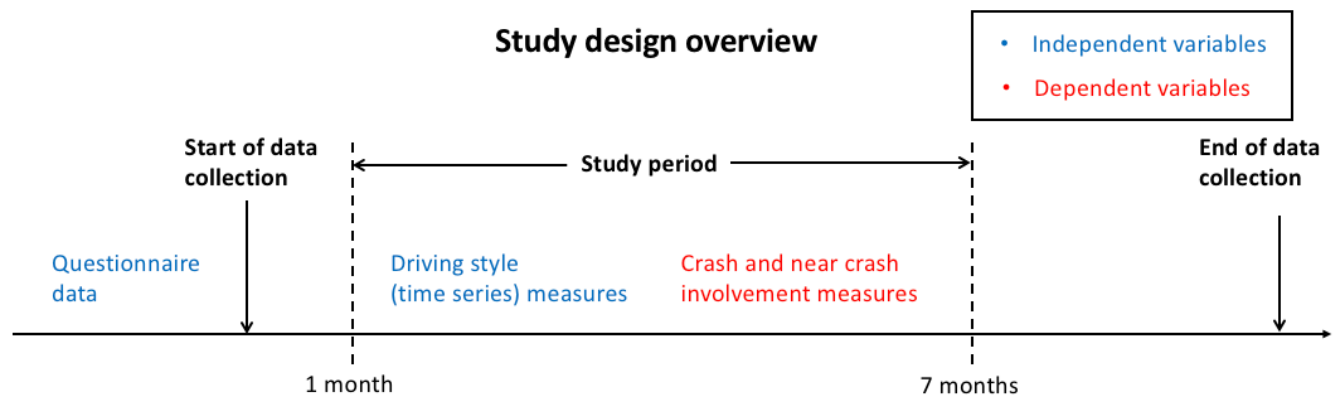 Study design overview
• Independent variables
• Dependent variables
Start of data
collection
Study period
End of data
collection
Questionnaire
data
Driving style
(time series) measures
Crash and near crash
involvement measures
1 month
7 months